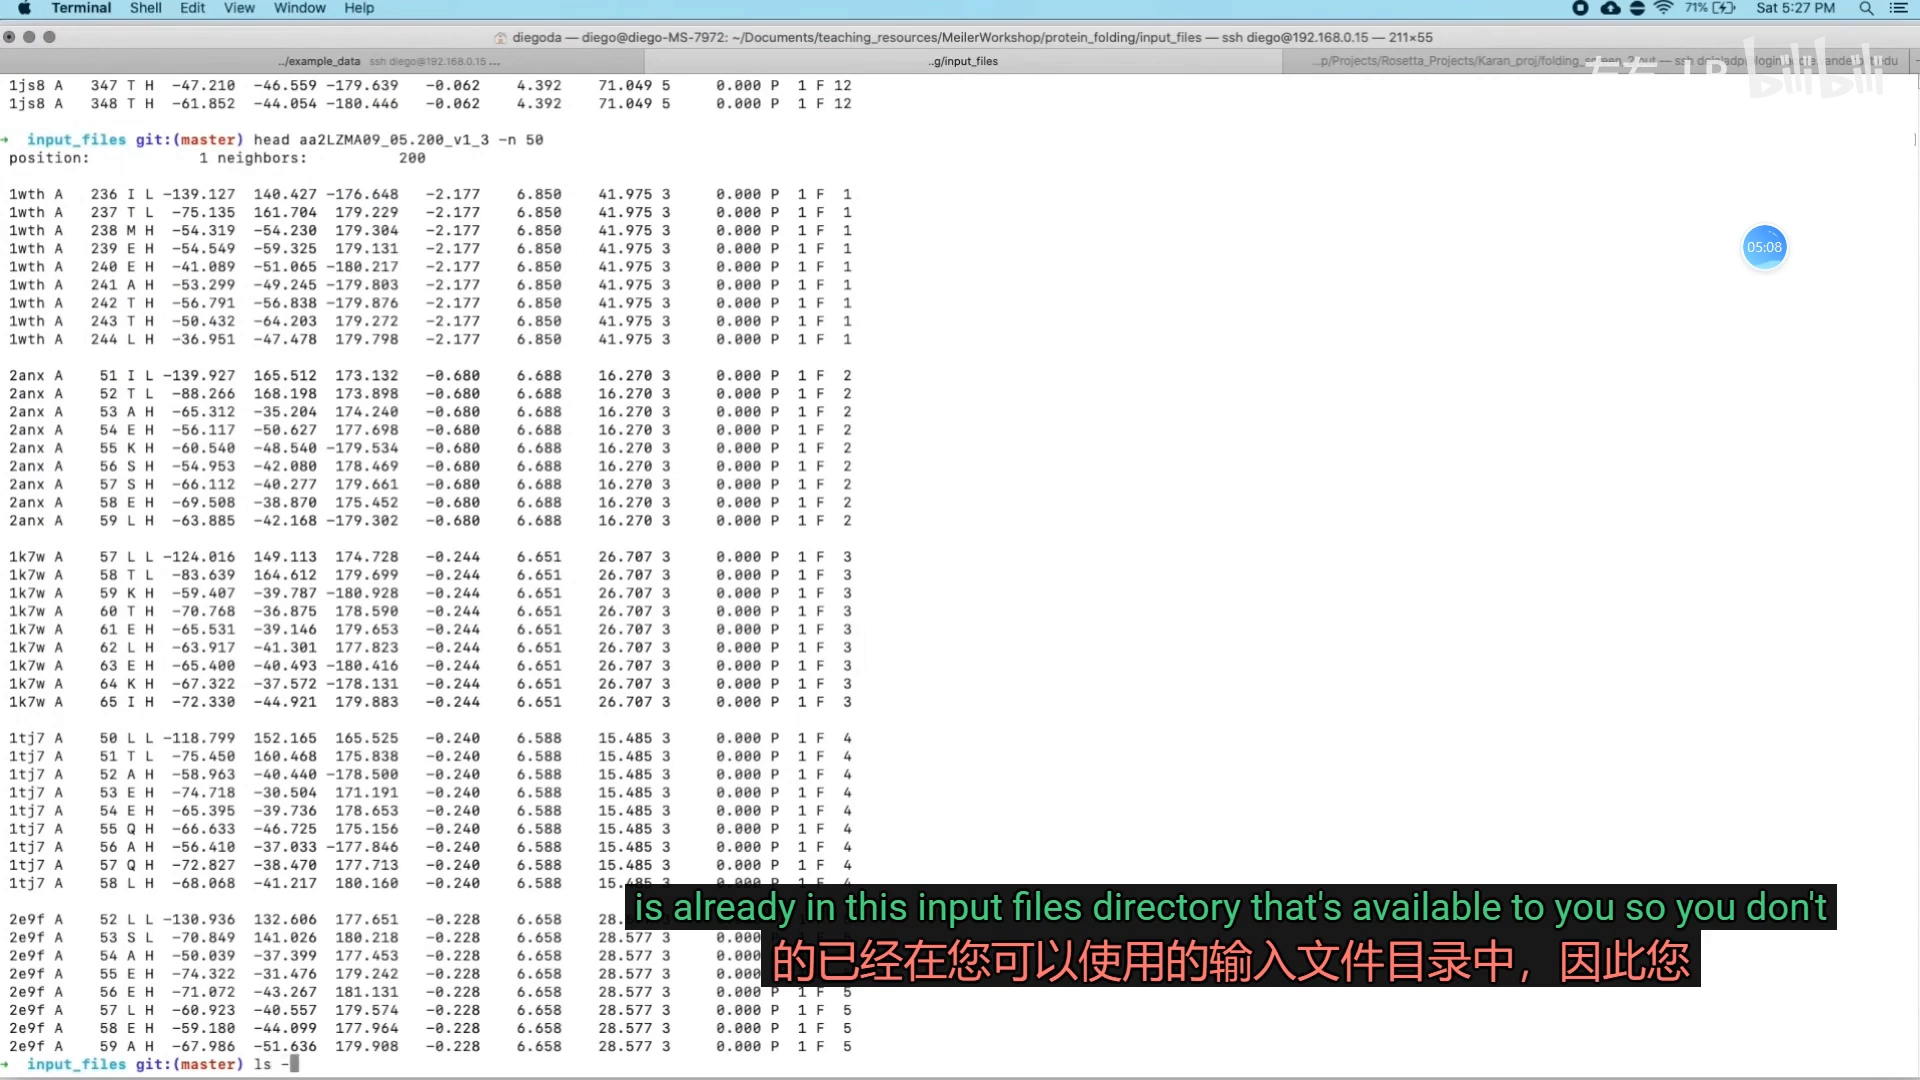 Terminal Shell Edit View Window Help 71% Sat 5:27 PM
diegoda — diego@diego-MS-7972: ~/Documents/teaching_resources/MeilerWorkshop/protein_folding/input_files — ssh diego@192.168.0.15 — 211×55
../example_data ssh diego@192.168.0.15 ... ..g/input_files
1js8 A 347 T H -47.210 -46.559 -179.639 -0.062 4.392 71.049 5 0.000 P 1 F 12
1js8 A 348 T H -61.852 -44.054 -180.446 -0.062 4.392 71.049 5 0.000 P 1 F 12
→ input_files git:(master) head aa2LZMA09_05.200_v1_3 -n 50
position: 1 neighbors: 200
1wth A 236 I L -139.127 140.427 -176.648 -2.177 6.850 41.975 3 0.000 P 1 F 1
1wth A 237 T L -75.135 161.704 179.229 -2.177 6.850 41.975 3 0.000 P 1 F 1
1wth A 238 M H -54.319 -54.230 179.304 -2.177 6.850 41.975 3 0.000 P 1 F 1
1wth A 239 E H -54.549 -59.325 179.131 -2.177 6.850 41.975 3 0.000 P 1 F 1
1wth A 240 E H -41.089 -51.065 -180.217 -2.177 6.850 41.975 3 0.000 P 1 F 1
1wth A 241 A H -53.299 -49.245 -179.803 -2.177 6.850 41.975 3 0.000 P 1 F 1
1wth A 242 T H -56.791 -56.838 -179.876 -2.177 6.850 41.975 3 0.000 P 1 F 1
1wth A 243 T H -50.432 -64.203 179.272 -2.177 6.850 41.975 3 0.000 P 1 F 1
1wth A 244 L H -36.951 -47.478 179.798 -2.177 6.850 41.975 3 0.000 P 1 F 1
2anx A 51 I L -139.927 165.512 173.132 -0.680 6.688 16.270 3 0.000 P 1 F 2
2anx A 52 T L -88.266 168.198 173.898 -0.680 6.688 16.270 3 0.000 P 1 F 2
2anx A 53 A H -65.312 -35.204 174.240 -0.680 6.688 16.270 3 0.000 P 1 F 2
2anx A 54 E H -56.117 -50.627 177.698 -0.680 6.688 16.270 3 0.000 P 1 F 2
2anx A 55 K H -60.540 -48.540 -179.534 -0.680 6.688 16.270 3 0.000 P 1 F 2
2anx A 56 S H -54.953 -42.080 178.469 -0.680 6.688 16.270 3 0.000 P 1 F 2
2anx A 57 S H -66.112 -40.277 179.661 -0.680 6.688 16.270 3 0.000 P 1 F 2
2anx A 58 E H -69.508 -38.870 175.452 -0.680 6.688 16.270 3 0.000 P 1 F 2
2anx A 59 L H -63.885 -42.168 -179.302 -0.680 6.688 16.270 3 0.000 P 1 F 2
1k7w A 57 L L -124.016 149.113 174.728 -0.244 6.651 26.707 3 0.000 P 1 F 3
1k7w A 58 T L -83.639 164.612 179.699 -0.244 6.651 26.707 3 0.000 P 1 F 3
1k7w A 59 K H -59.407 -39.787 -180.928 -0.244 6.651 26.707 3 0.000 P 1 F 3
1k7w A 60 T H -70.768 -36.875 178.590 -0.244 6.651 26.707 3 0.000 P 1 F 3
1k7w A 61 E H -65.531 -39.146 179.653 -0.244 6.651 26.707 3 0.000 P 1 F 3
1k7w A 62 L H -63.917 -41.301 177.823 -0.244 6.651 26.707 3 0.000 P 1 F 3
1k7w A 63 E H -65.400 -40.493 -180.416 -0.244 6.651 26.707 3 0.000 P 1 F 3
1k7w A 64 K H -67.322 -37.572 -178.131 -0.244 6.651 26.707 3 0.000 P 1 F 3
1k7w A 65 I H -72.330 -44.921 179.883 -0.244 6.651 26.707 3 0.000 P 1 F 3
1tj7 A 50 L L -118.799 152.165 165.525 -0.240 6.588 15.485 3 0.000 P 1 F 4
1tj7 A 51 T L -75.450 160.468 175.838 -0.240 6.588 15.485 3 0.000 P 1 F 4
1tj7 A 52 A H -58.963 -40.440 -178.500 -0.240 6.588 15.485 3 0.000 P 1 F 4
1tj7 A 53 E H -74.718 -30.504 171.191 -0.240 6.588 15.485 3 0.000 P 1 F 4
1tj7 A 54 E H -65.395 -39.736 178.653 -0.240 6.588 15.485 3 0.000 P 1 F 4
1tj7 A 55 Q H -66.633 -46.725 175.156 -0.240 6.588 15.485 3 0.000 P 1 F 4
1tj7 A 56 A H -56.410 -37.033 -177.846 -0.240 6.588 15.485 3 0.000 P 1 F 4
1tj7 A 57 Q H -72.827 -38.470 177.713 -0.240 6.588 15.485 3 0.000 P 1 F 4
1tj7 A 58 L H -68.068 -41.217 180.160 -0.240 6.588
2e9f A 52 L L -130.936 132.606 177.651 -0.228 6.658
2e9f A 53 S L -70.849 141.026 180.218 -0.228 6.658 28.577 3
2e9f A 54 A H -50.039 -37.399 177.453 -0.228 6.658 28.577 3
2e9f A 55 E H -74.322 -31.476 179.242 -0.228 6.658 28.577 3
2e9f A 56 E H -71.072 -43.267 181.131 -0.228 6.658 28.577 3 0.000 P 1 F 5
2e9f A 57 L H -60.923 -40.557 179.574 -0.228 6.658 28.577 3 0.000 P 1 F 5
2e9f A 58 E H -59.180 -44.099 177.964 -0.228 6.658 28.577 3 0.000 P 1 F 5
2e9f A 59 A H -67.986 -51.636 179.908 -0.228 6.658 28.577 3 0.000 P 1 F 5
→ input_files git:(master) ls -
bilibili
05:08
is already in this input files directory that's available to you so you don't
的已经在您可以使用的输入文件目录中，因此您